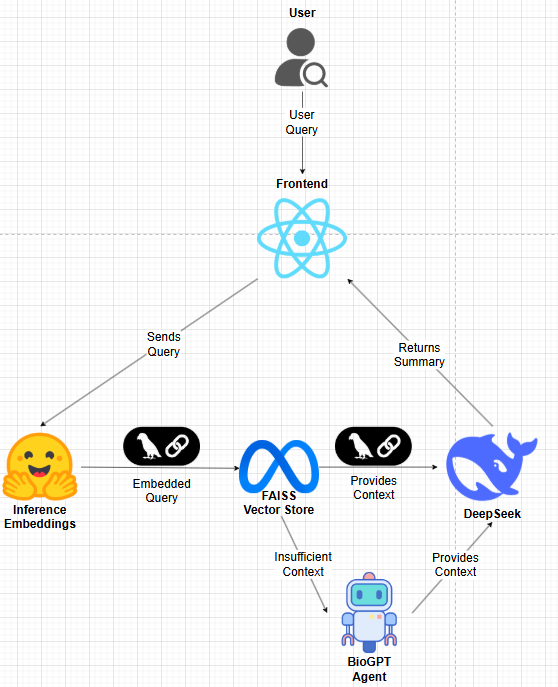 User
User
Query
Frontend
Sends
Query
Returns
Summary
Embedded
Query
Provides
Context
Inference
Embeddings
FAISS
Vector Store
DeepSeek
Insufficient
Context
Provides
Context
BioGPT
Agent